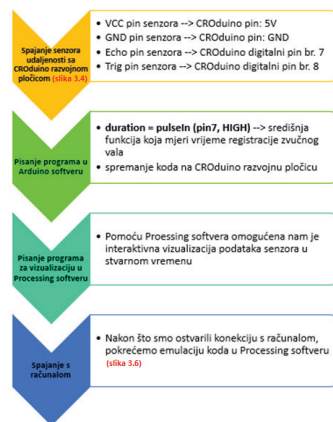 Spajanje senzora
udaljenosti sa
CROduino razvojnom
pločicom (slika 3.4)
• VCC pin senzora --> CROduino pin: 5V
• GND pin senzora --> CROduino pin: GND
• Echo pin senzora --> CROduino digitalni pin br. 7
• Trig pin senzora --> CROduino digitalni pin br. 8
Pisanje programa u
Arduino softveru
• duration = pulseIn (pin7, HIGH) --> središnja
funkcija koja mjeri vrijeme registracije zvučnog
vala
• spremanje koda na CROduino razvojnu pločicu
Pisanje programa
za vizualizaciju u
Processing softveru
• Pomoću Proessing softvera omogućena nam je
interaktivna vizualizacija podataka senzora u
stvarnom vremenu
Spajanje s
računalom
• Nakon što smo ostvarili konekciju s računalom,
pokrećemo emulaciju koda u Processing softveru
(slika 3.6)